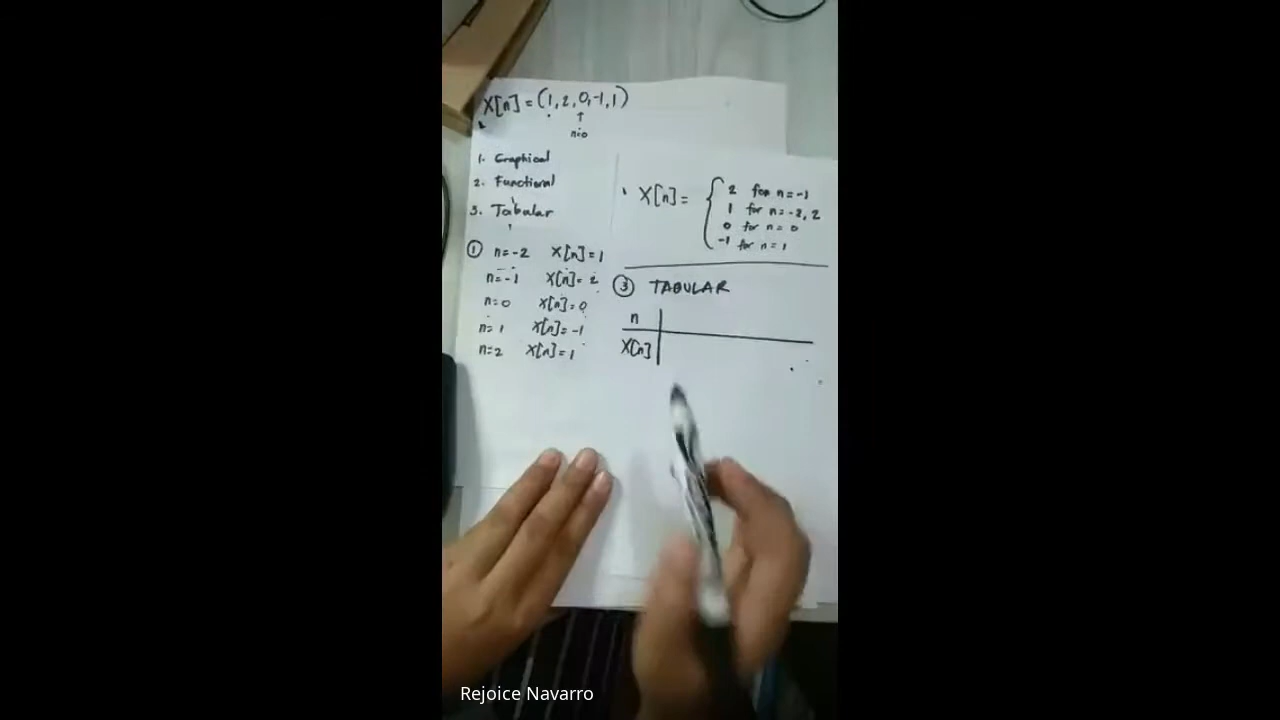 X[n] = (1, 2, 0, -1, 1)
↑
n=0
1. Graphical
2. Functional
3. Tabular
① n=-2 X[n]=1
n=-1 X[n]=2
n=0 X[n]=0
n=1 X[n]=-1
n=2 X[n]=1
X[n]= { 2 for n=-1
1 for n=-2, 2
0 for n=0
-1 for n=1
③ TABULAR
n
X[n]
Rejoice Navarro